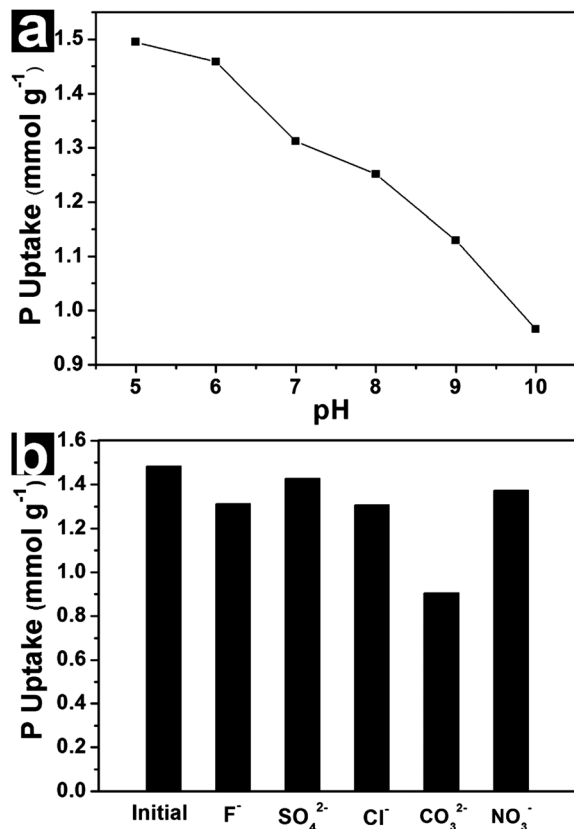 a
P Uptake (mmol g⁻¹)
1.5
1.4
1.3
1.2
1.1
1.0
0.9
5 6 7 8 9 10
pH
b
P Uptake (mmol g⁻¹)
1.6
1.4
1.2
1.0
0.8
0.6
0.4
0.2
0.0
Initial F⁻ SO₄²⁻ Cl⁻ CO₃²⁻ NO₃⁻